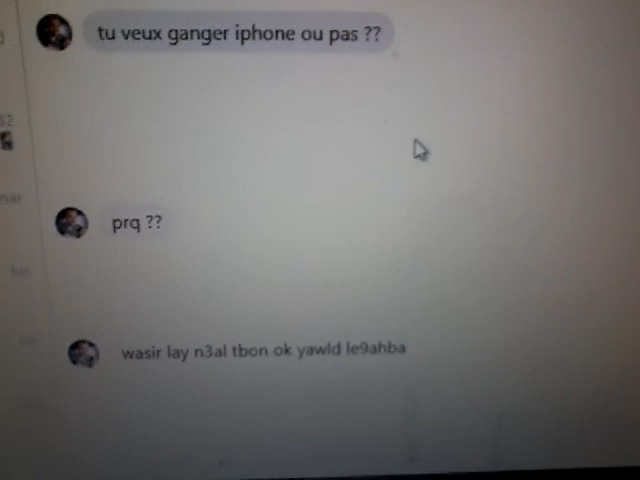 tu veux ganger iphone ou pas ??
prq ??
wasir lay n3al tbon ok yawld le9ahba